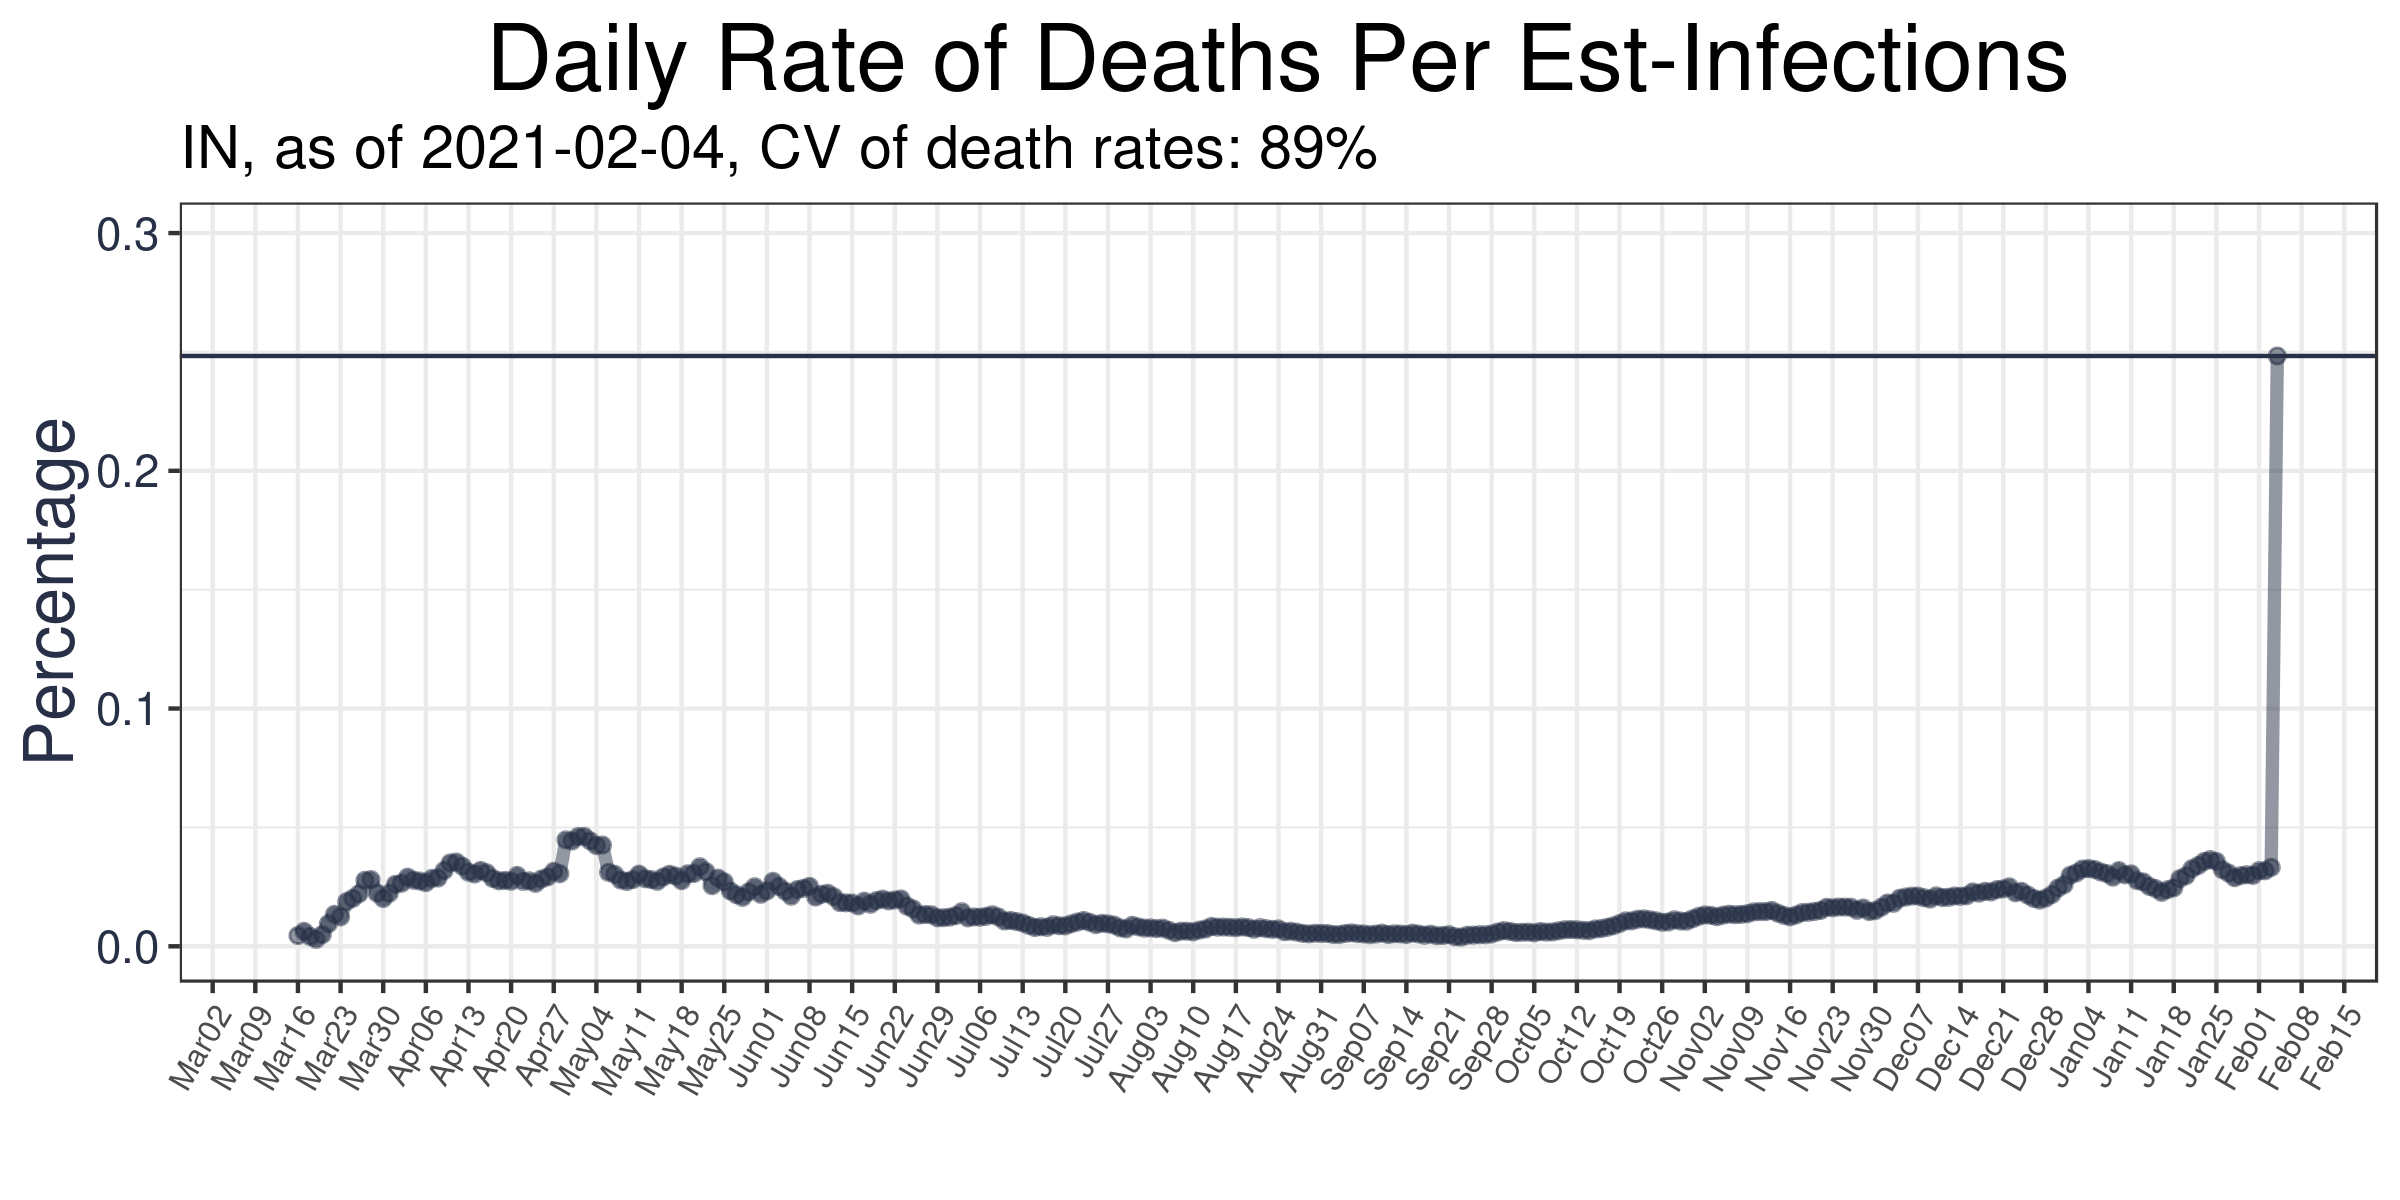 Daily Rate of Deaths Per Est-Infections
IN, as of 2021-02-04, CV of death rates: 89%
Percentage
0.3
0.2
0.1
0.0
Mar02
Mar09
Mar16
Mar23
Mar30
Apr06
Apr13
Apr20
Apr27
May04
May11
May18
May25
Jun01
Jun08
Jun15
Jun22
Jun29
Jul06
Jul13
Jul20
Jul27
Aug03
Aug10
Aug17
Aug24
Aug31
Sep07
Sep14
Sep21
Sep28
Oct05
Oct12
Oct19
Oct26
Nov02
Nov09
Nov16
Nov23
Nov30
Dec07
Dec14
Dec21
Dec28
Jan04
Jan11
Jan18
Jan25
Feb01
Feb08
Feb15